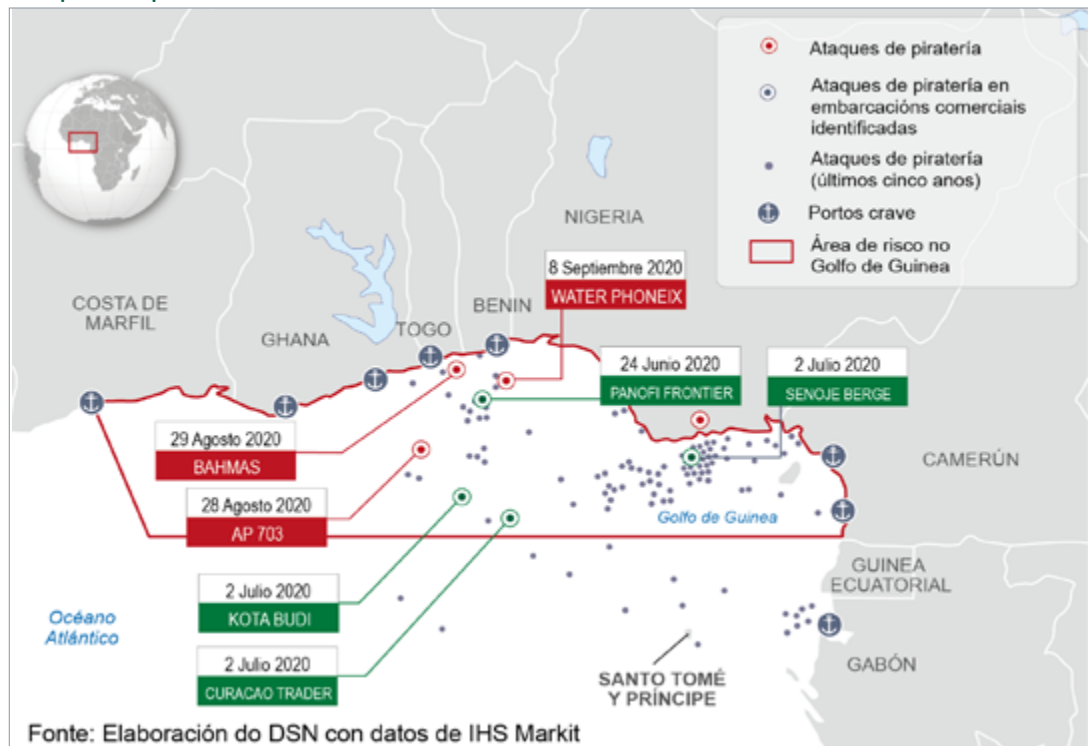 Ataques de piratería
Ataques de piratería en
embarcacións comerciais
identificadas
Ataques de piratería
(últimos cinco anos)
Portos crave
Área de risco no
Golfo de Guinea
NIGERIA
8 Septiembre 2020
WATER PHONEIX
COSTA DE
MARFIL
GHANA
TOGO
BENIN
24 Junio 2020
PANOFI FRONTIER
2 Julio 2020
SENOJE BERGE
29 Agosto 2020
BAHMAS
CAMERÚN
28 Agosto 2020
AP 703
Golfo de Guinea
GUINEA
ECUATORIAL
2 Julio 2020
KOTA BUDI
Océano
Atlántico
2 Julio 2020
CURACAO TRADER
SANTO TOMÉ
Y PRÍNCIPE
GABÓN
Fonte: Elaboración do DSN con datos de IHS Markit